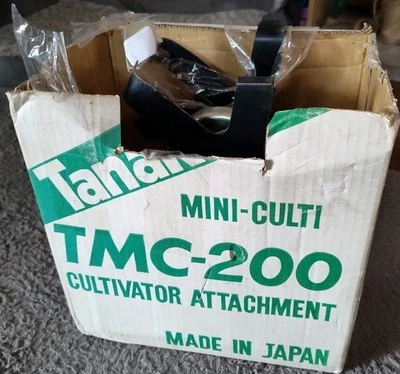 Tanak
MINI-CULTI
TMC-200
CULTIVATOR ATTACHMENT
MADE IN JAPAN